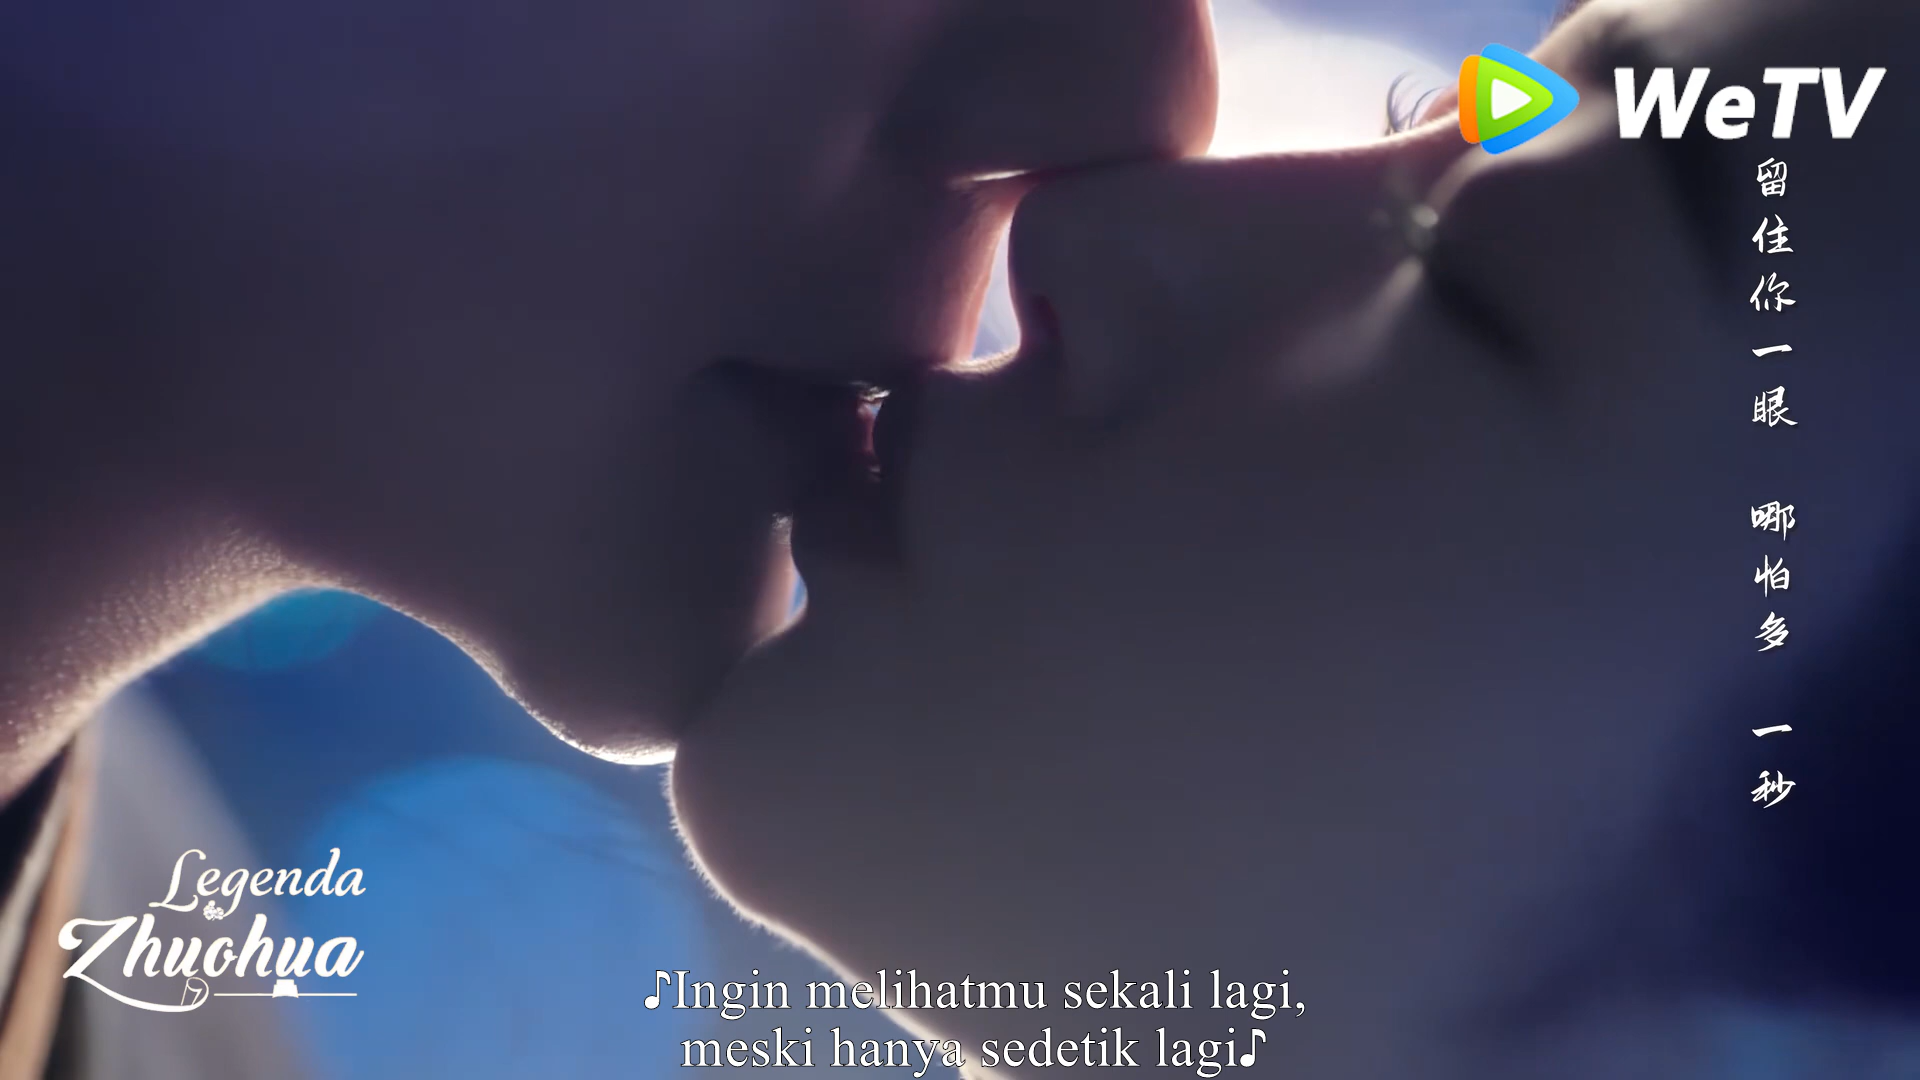 WeTV
留住你一眼 哪怕多一秒
Legenda
Zhuohua
♪Ingin melihatmu sekali lagi,
meski hanya sedetik lagi♪